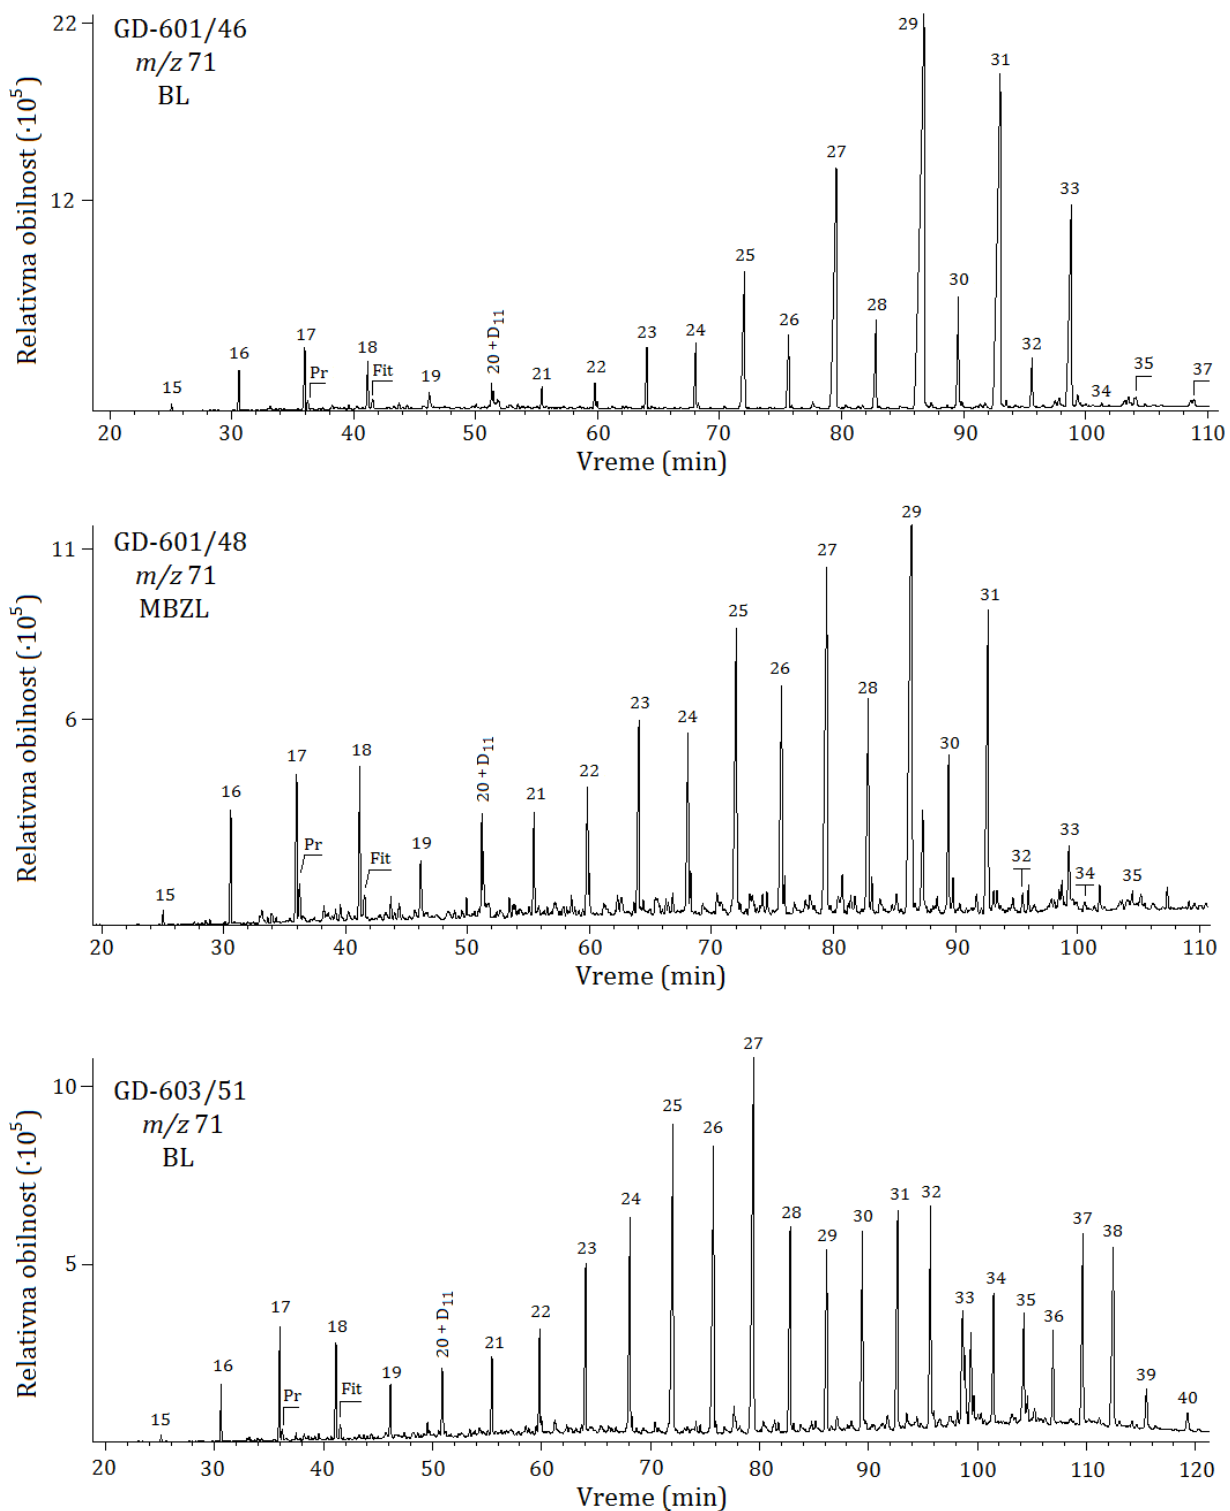 GD-601/46
m/z 71
BL
Relativna obilnost (·10⁵)
22
12
15
16
17
Pr
18
Fit
19
20 + D₁₁
21
22
23
24
25
26
27
28
29
30
31
32
33
34
35
37
20 30 40 50 60 70 80 90 100 110
Vreme (min)
GD-601/48
m/z 71
MBZL
Relativna obilnost (·10⁵)
11
6
15
16
17
Pr
18
Fit
19
20 + D₁₁
21
22
23
24
25
26
27
28
29
30
31
32
33
34
35
20 30 40 50 60 70 80 90 100 110
Vreme (min)
GD-603/51
m/z 71
BL
Relativna obilnost (·10⁵)
10
5
15
16
17
Pr
18
Fit
19
20 + D₁₁
21
22
23
24
25
26
27
28
29
30
31
32
33
34
35
36
37
38
39
40
20 30 40 50 60 70 80 90 100 110 120
Vreme (min)